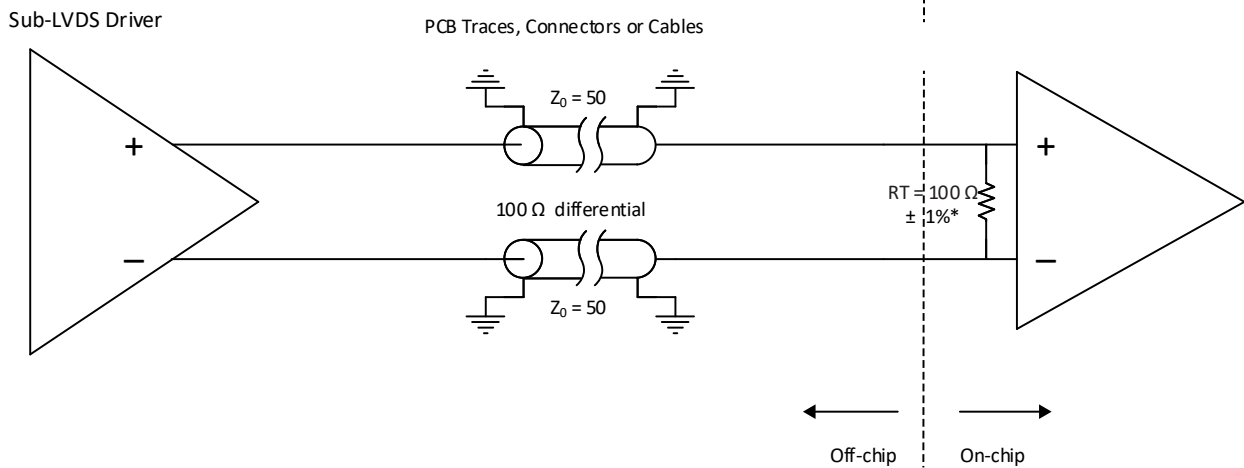 Sub-LVDS Driver
PCB Traces, Connectors or Cables
Z₀ = 50
+
+
RT = 100 Ω
± 1%*
100 Ω differential
−
−
Z₀ = 50
Off-chip
On-chip